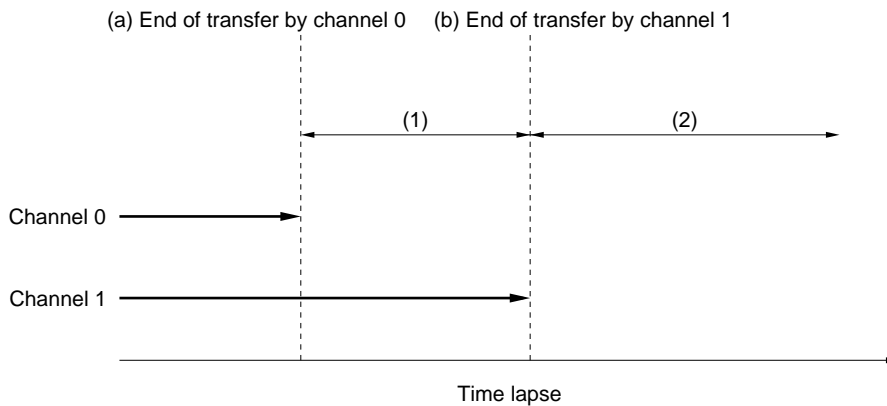 (a) End of transfer by channel 0 (b) End of transfer by channel 1
(1) (2)
Channel 0
Channel 1
Time lapse